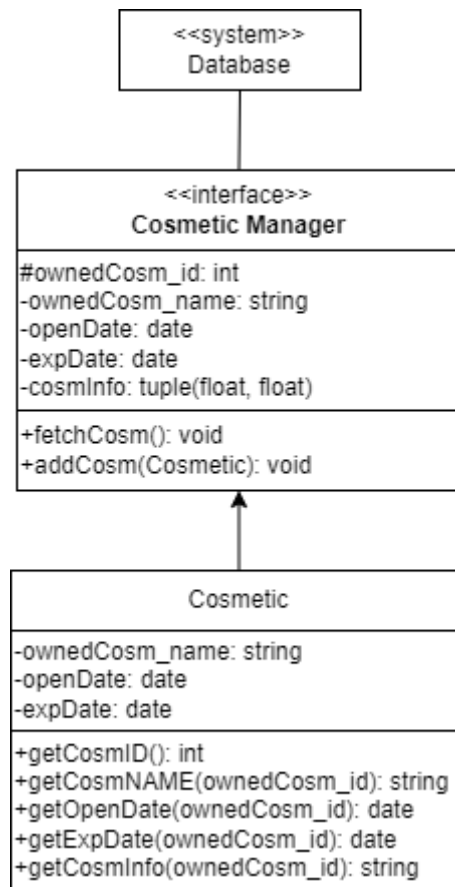 <<system>>
Database
<<interface>>
Cosmetic Manager
#ownedCosm_id: int
-ownedCosm_name: string
-openDate: date
-expDate: date
-cosmInfo: tuple(float, float)
+fetchCosm(): void
+addCosm(Cosmetic): void
Cosmetic
-ownedCosm_name: string
-openDate: date
-expDate: date
+getCosmID(): int
+getCosmNAME(ownedCosm_id): string
+getOpenDate(ownedCosm_id): date
+getExpDate(ownedCosm_id): date
+getCosmInfo(ownedCosm_id): string